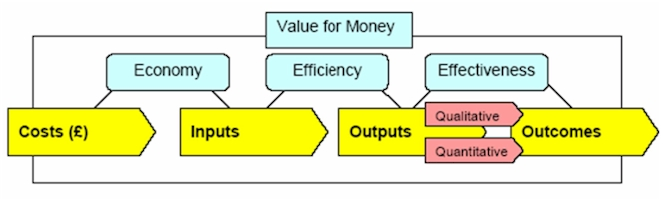 Value for Money
Economy
Efficiency
Effectiveness
Costs (£)
Inputs
Outputs
Qualitative
Quantitative
Outcomes